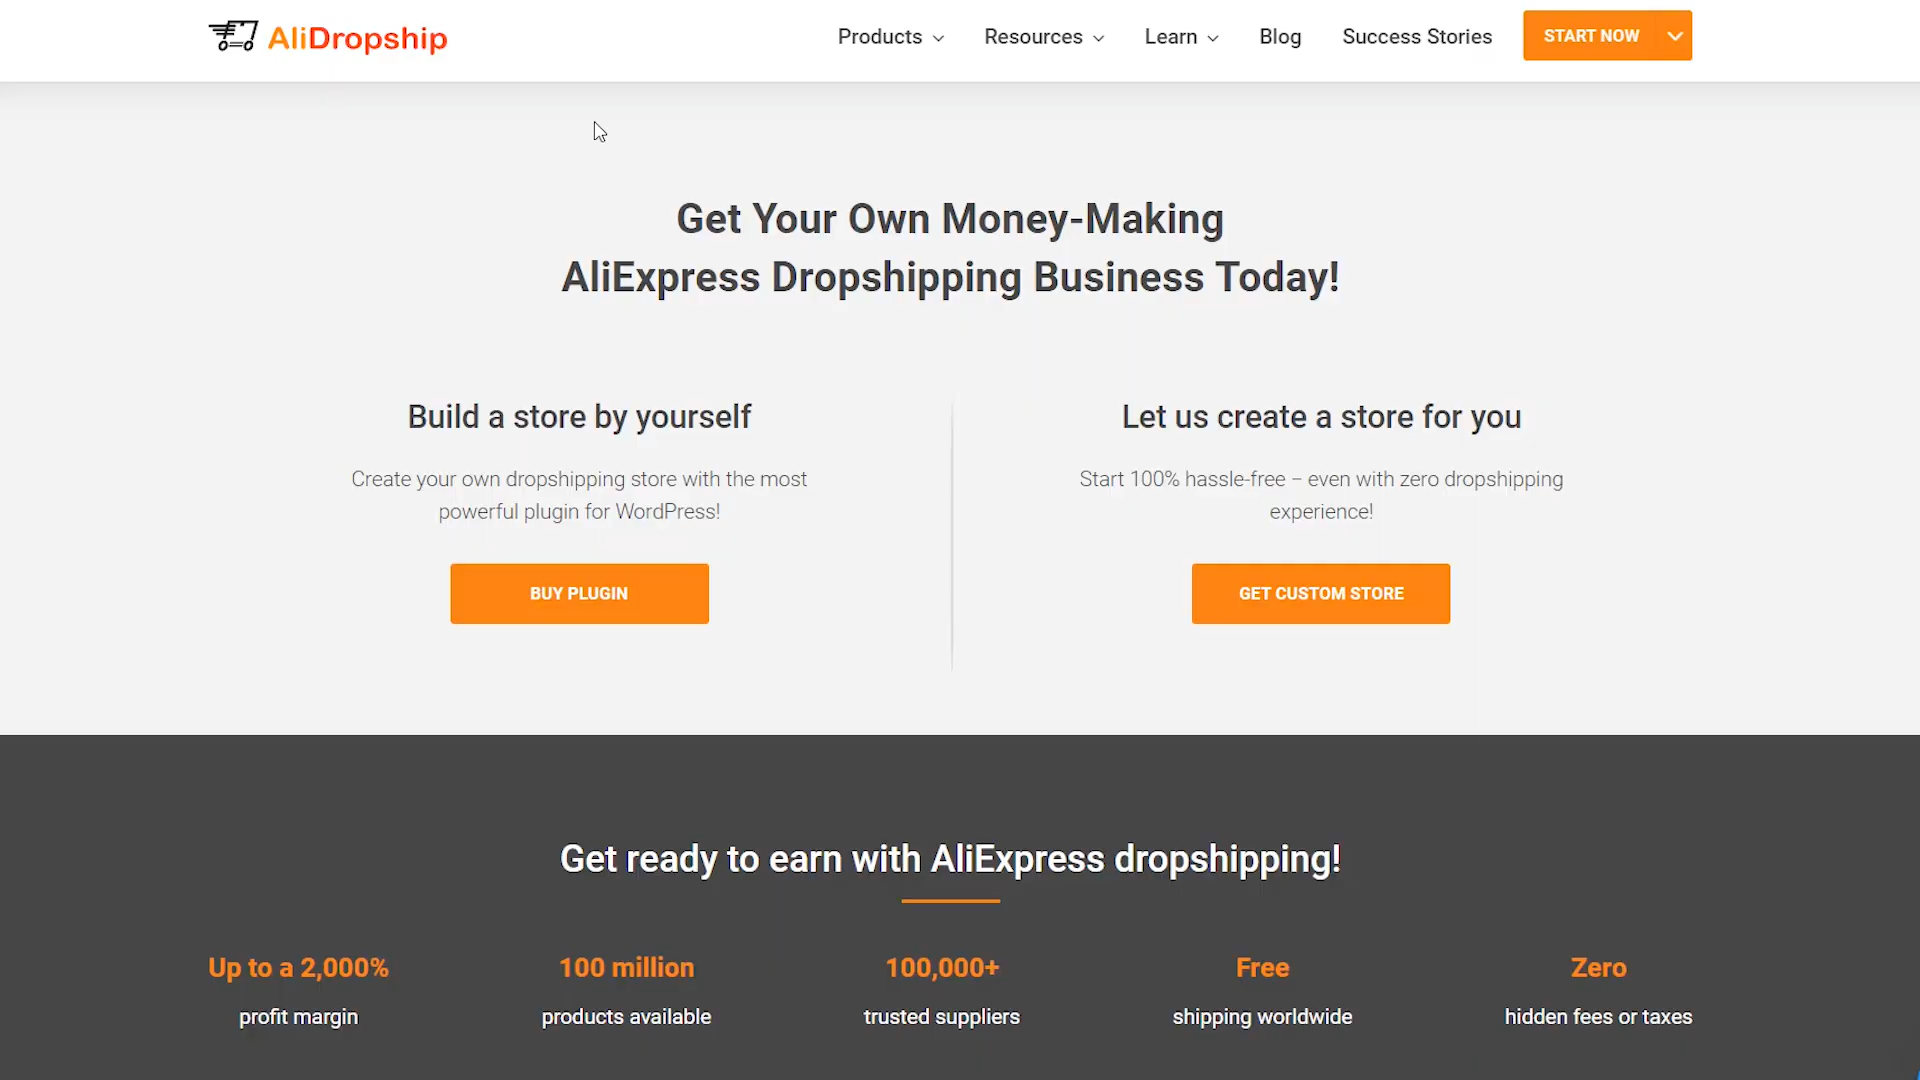 AliDropship
Products
Resources
Learn
Blog
Success Stories
START NOW
Get Your Own Money-Making
AliExpress Dropshipping Business Today!
Build a store by yourself
Create your own dropshipping store with the most
powerful plugin for WordPress!
BUY PLUGIN
Let us create a store for you
Start 100% hassle-free – even with zero dropshipping
experience!
GET CUSTOM STORE
Get ready to earn with AliExpress dropshipping!
Up to a 2,000%
profit margin
100 million
products available
100,000+
trusted suppliers
Free
shipping worldwide
Zero
hidden fees or taxes